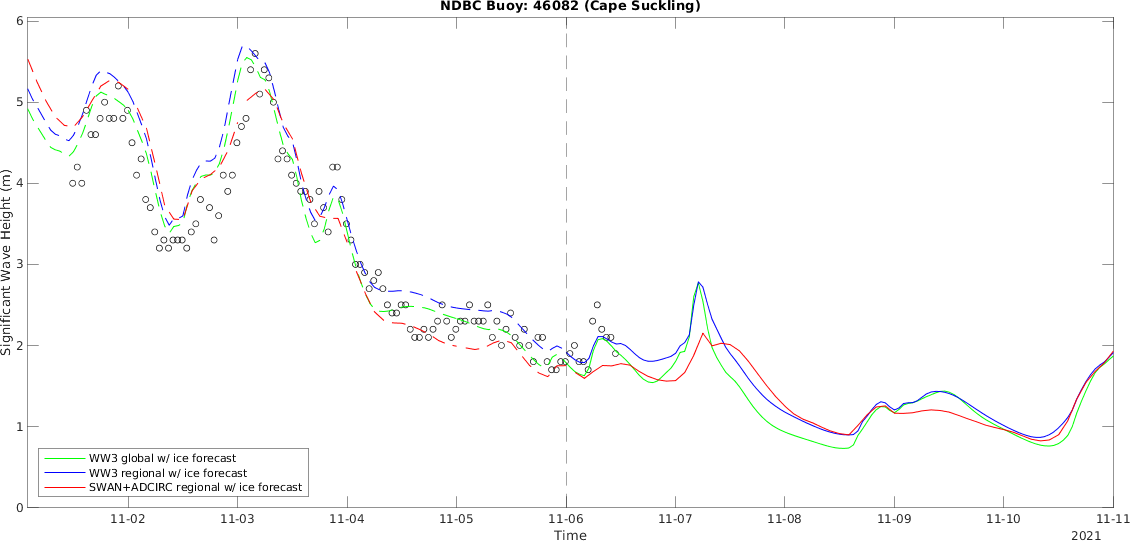 NDBC Buoy: 46082 (Cape Suckling)
6
5
4
3
2
1
0
Significant Wave Height (m)
WW3 global w/ ice forecast
WW3 regional w/ ice forecast
SWAN+ADCIRC regional w/ ice forecast
11-02 11-03 11-04 11-05 11-06 11-07 11-08 11-09 11-10 11-11
Time
2021